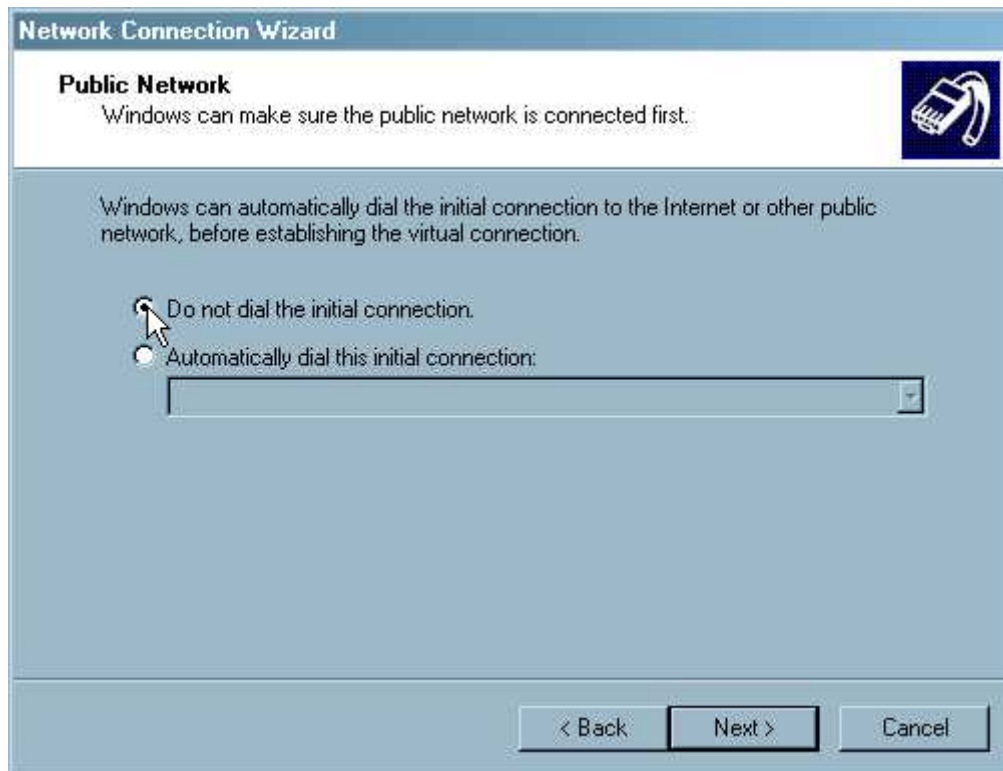 Network Connection Wizard
Public Network
Windows can make sure the public network is connected first.
Windows can automatically dial the initial connection to the Internet or other public
network, before establishing the virtual connection.
Do not dial the initial connection.
Automatically dial this initial connection:
< Back
Next >
Cancel